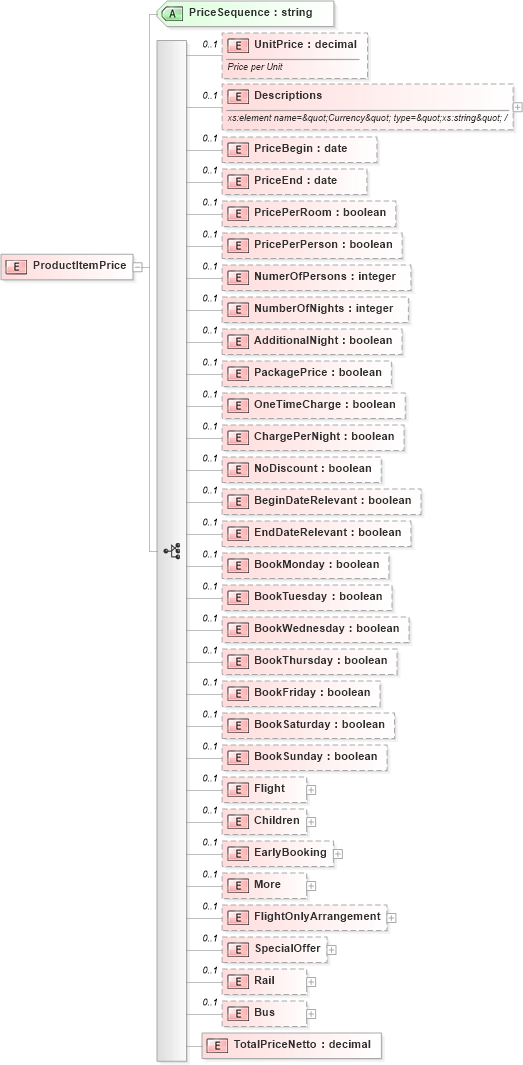 A PriceSequence : string
0..1 E UnitPrice : decimal
Price per Unit
0..1 E Descriptions
xs:element name=&quot;Currency&quot; type=&quot;xs:string&quot; /
0..1 E PriceBegin : date
0..1 E PriceEnd : date
0..1 E PricePerRoom : boolean
0..1 E PricePerPerson : boolean
E ProductItemPrice
0..1 E NumerOfPersons : integer
0..1 E NumberOfNights : integer
0..1 E AdditionalNight : boolean
0..1 E PackagePrice : boolean
0..1 E OneTimeCharge : boolean
0..1 E ChargePerNight : boolean
0..1 E NoDiscount : boolean
0..1 E BeginDateRelevant : boolean
0..1 E EndDateRelevant : boolean
0..1 E BookMonday : boolean
0..1 E BookTuesday : boolean
0..1 E BookWednesday : boolean
0..1 E BookThursday : boolean
0..1 E BookFriday : boolean
0..1 E BookSaturday : boolean
0..1 E BookSunday : boolean
0..1 E Flight
0..1 E Children
0..1 E EarlyBooking
0..1 E More
0..1 E FlightOnlyArrangement
0..1 E SpecialOffer
0..1 E Rail
0..1 E Bus
E TotalPriceNetto : decimal